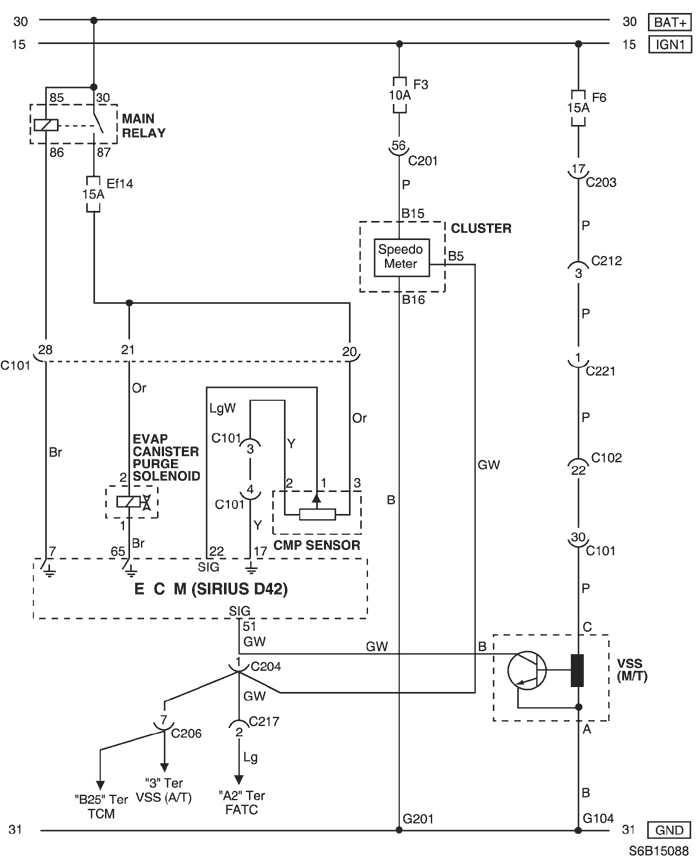 30 30 BAT+
15 15 IGN1
85 30
MAIN
RELAY
86 87
Ef14
15A
F3
10A
56
C201
P
B15
CLUSTER
Speedo
Meter
B5
B16
F6
15A
17
C203
P
C212
3
P
1
C221
P
C102
22
30
C101
P
C
28 21 20
C101
Or
LgW
C101
3
Y
Or
Br
EVAP
CANISTER
PURGE
SOLENOID
2
1
Br
4
C101
Y
2 1 3
CMP SENSOR
GW
B
7 65 22 17
SIG
E C M (SIRIUS D42)
SIG
51
GW
GW
B
VSS
(M/T)
A
1
C204
GW
7
C206
C217
2
Lg
"B25" Ter
TCM
"3" Ter
VSS (A/T)
"A2" Ter
FATC
B
G201 G104
31 31 GND
S6B15088